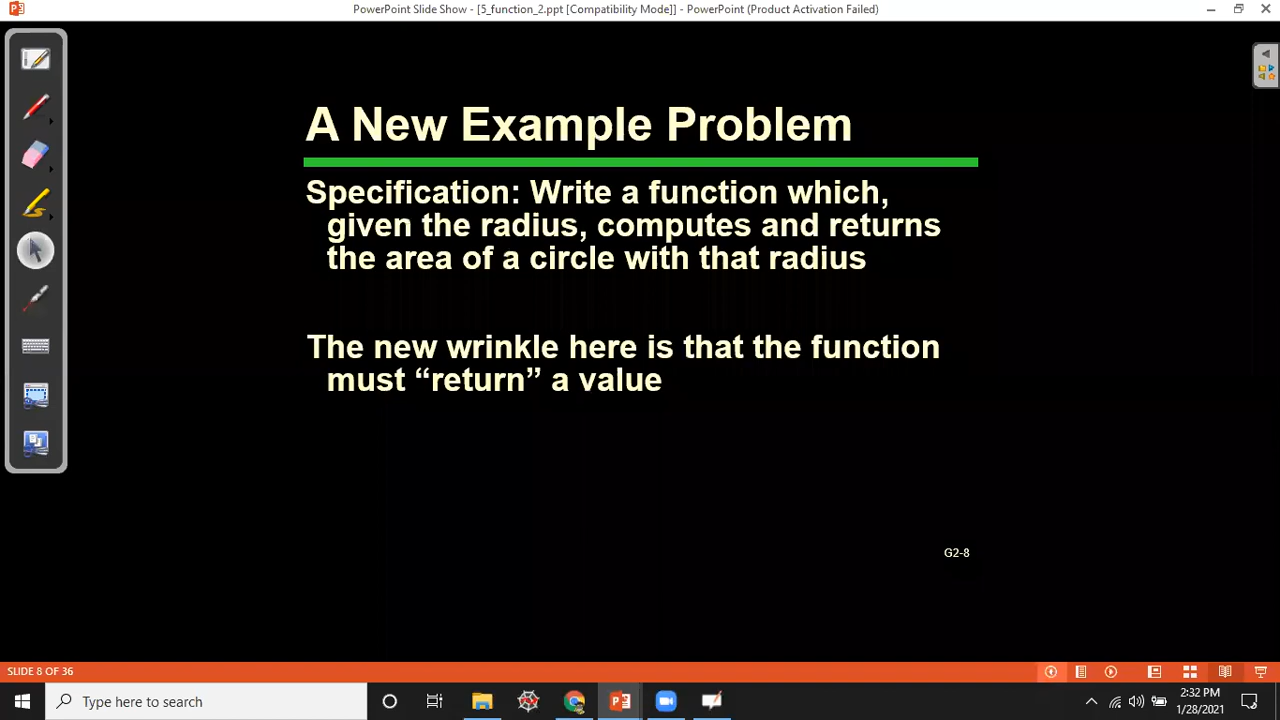 PowerPoint Slide Show - [5_function_2.ppt [Compatibility Mode]] - PowerPoint (Product Activation Failed)
A New Example Problem
Specification: Write a function which,
given the radius, computes and returns
the area of a circle with that radius
The new wrinkle here is that the function
must “return” a value
G2-8
SLIDE 8 OF 36
Type here to search
2:32 PM
1/28/2021